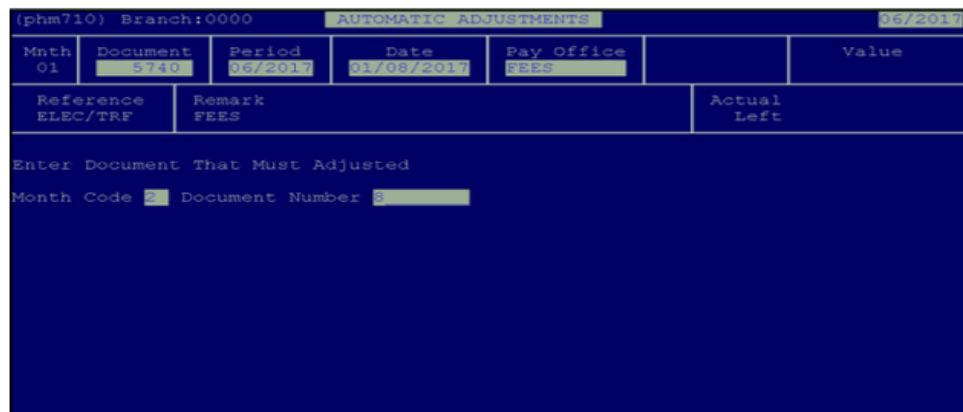 (phm710) Branch:0000 AUTOMATIC ADJUSTMENTS 06/2017
Mnth Document Period Date Pay Office Value
01 5740 06/2017 01/08/2017 FEES
Reference Remark Actual
ELEC/TRF FEES Left
Enter Document That Must Adjusted
Month Code 2 Document Number 8